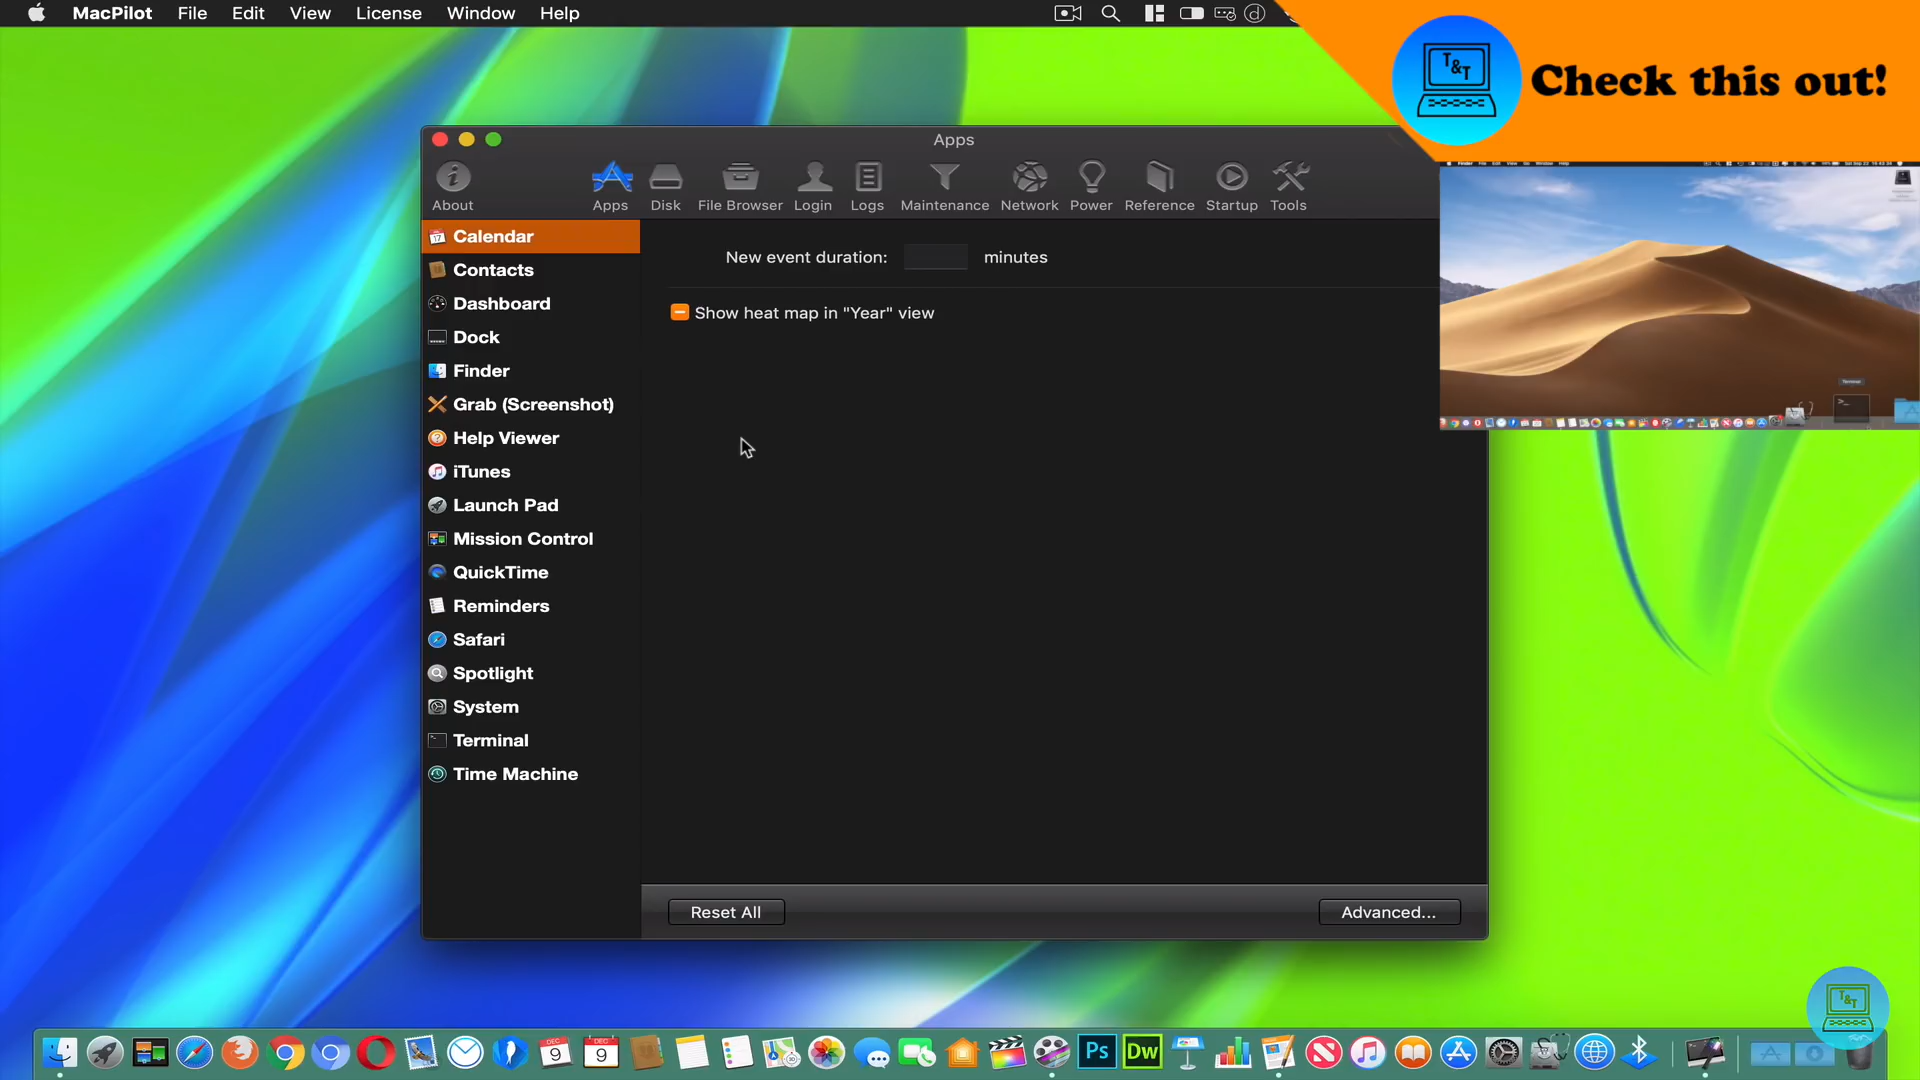 MacPilot File Edit View License Window Help
T&T
Check this out!
Apps
About Apps Disk File Browser Login Logs Maintenance Network Power Reference Startup Tools
Calendar
Contacts
Dashboard
Dock
Finder
Grab (Screenshot)
Help Viewer
iTunes
Launch Pad
Mission Control
QuickTime
Reminders
Safari
Spotlight
System
Terminal
Time Machine
New event duration: minutes
Show heat map in "Year" view
Reset All
Advanced...
Terminal
T&T
DEC
9
DEC
9
Ps
Dw